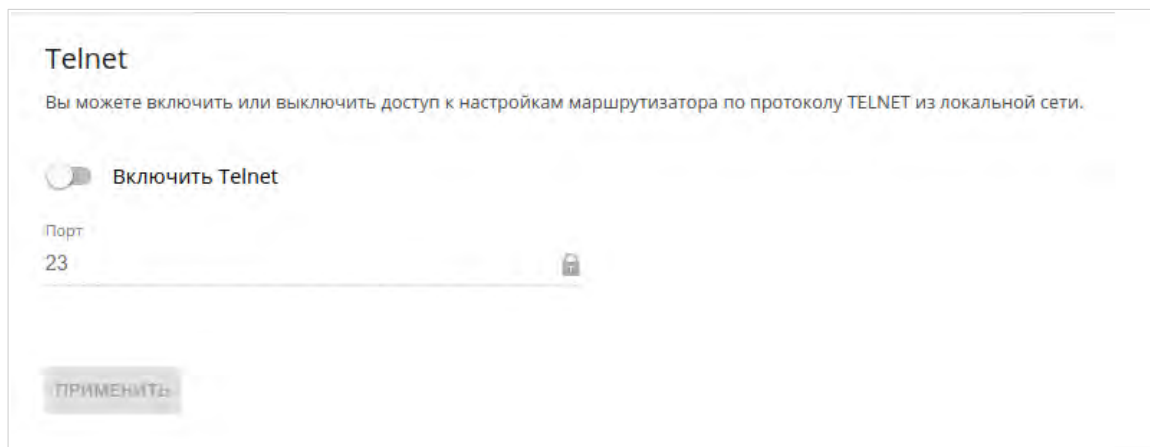 Telnet
Вы можете включить или выключить доступ к настройкам маршрутизатора по протоколу TELNET из локальной сети.
Включить Telnet
Порт
23
ПРИМЕНИТЬ